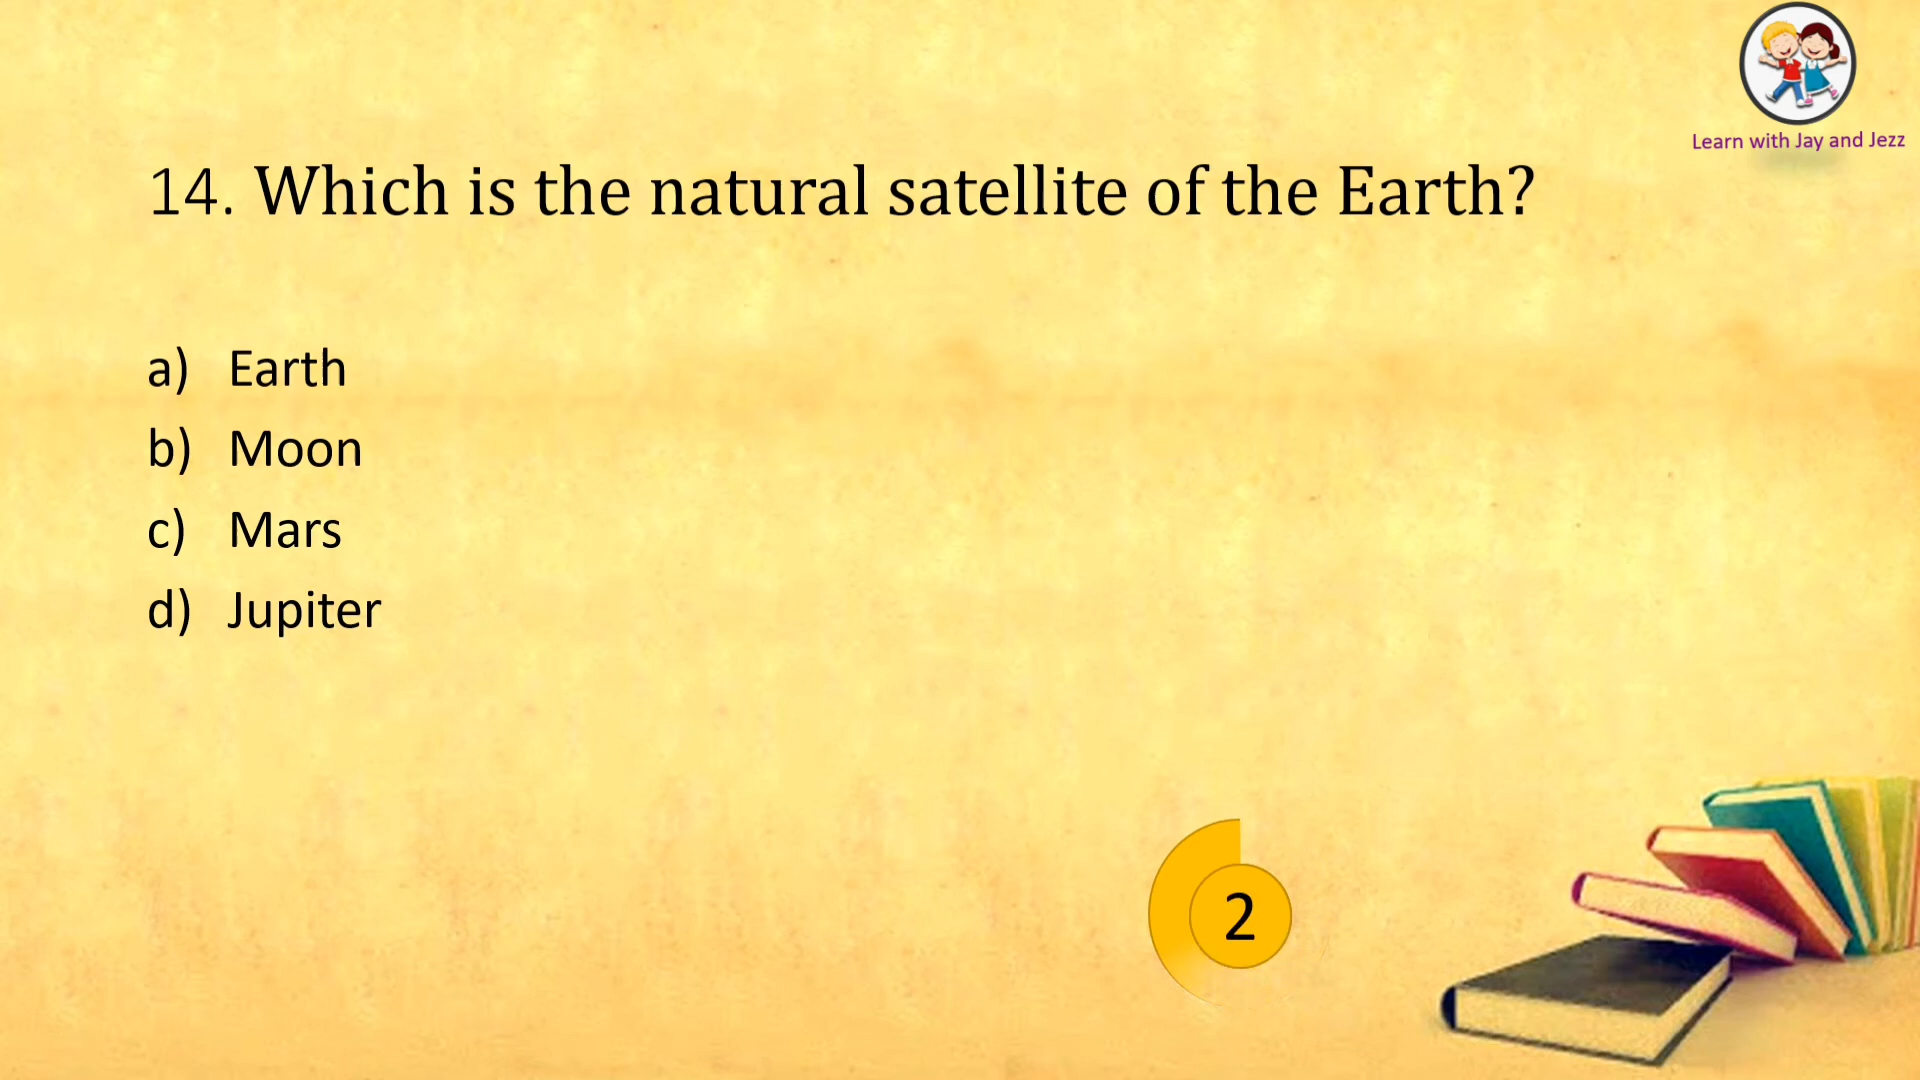 Learn with Jay and Jezz
14. Which is the natural satellite of the Earth?
a) Earth
b) Moon
c) Mars
d) Jupiter
2